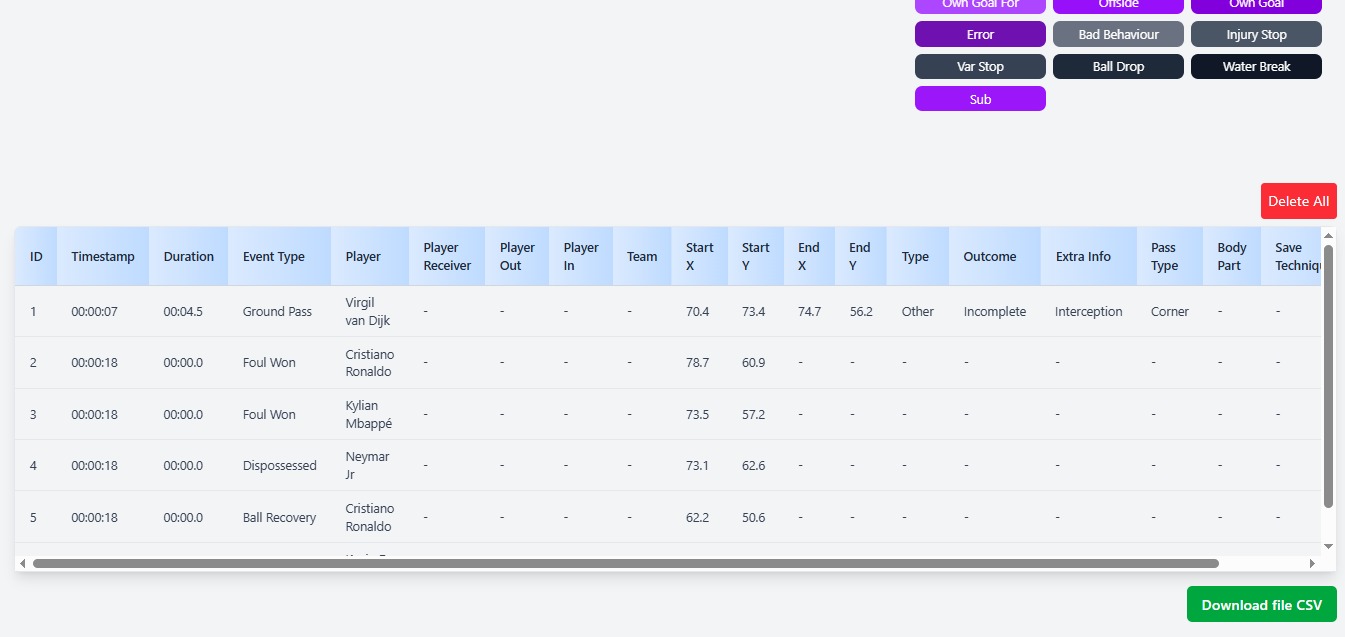 Own Goal For Offside Own Goal
Error Bad Behaviour Injury Stop
Var Stop Ball Drop Water Break
Sub
Delete All
ID Timestamp Duration Event Type Player Player Receiver Player Out Player In Team Start X Start Y End X End Y Type Outcome Extra Info Pass Type Body Part Save
1 00:00:07 00:04.5 Ground Pass Virgil van Dijk - - - - 70.4 73.4 74.7 56.2 Other Incomplete Interception Corner - -
2 00:00:18 00:00.0 Foul Won Cristiano Ronaldo - - - - 78.7 60.9 - - - - - - - -
3 00:00:18 00:00.0 Foul Won Kylian Mbappé - - - - 73.5 57.2 - - - - - - - -
4 00:00:18 00:00.0 Dispossessed Neymar Jr - - - - 73.1 62.6 - - - - - - - -
5 00:00:18 00:00.0 Ball Recovery Cristiano Ronaldo - - - - 62.2 50.6 - - - - - - - -
Download file CSV